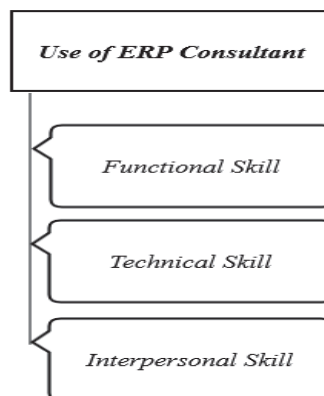 Use of ERP Consultant
Functional Skill
Technical Skill
Interpersonal Skill